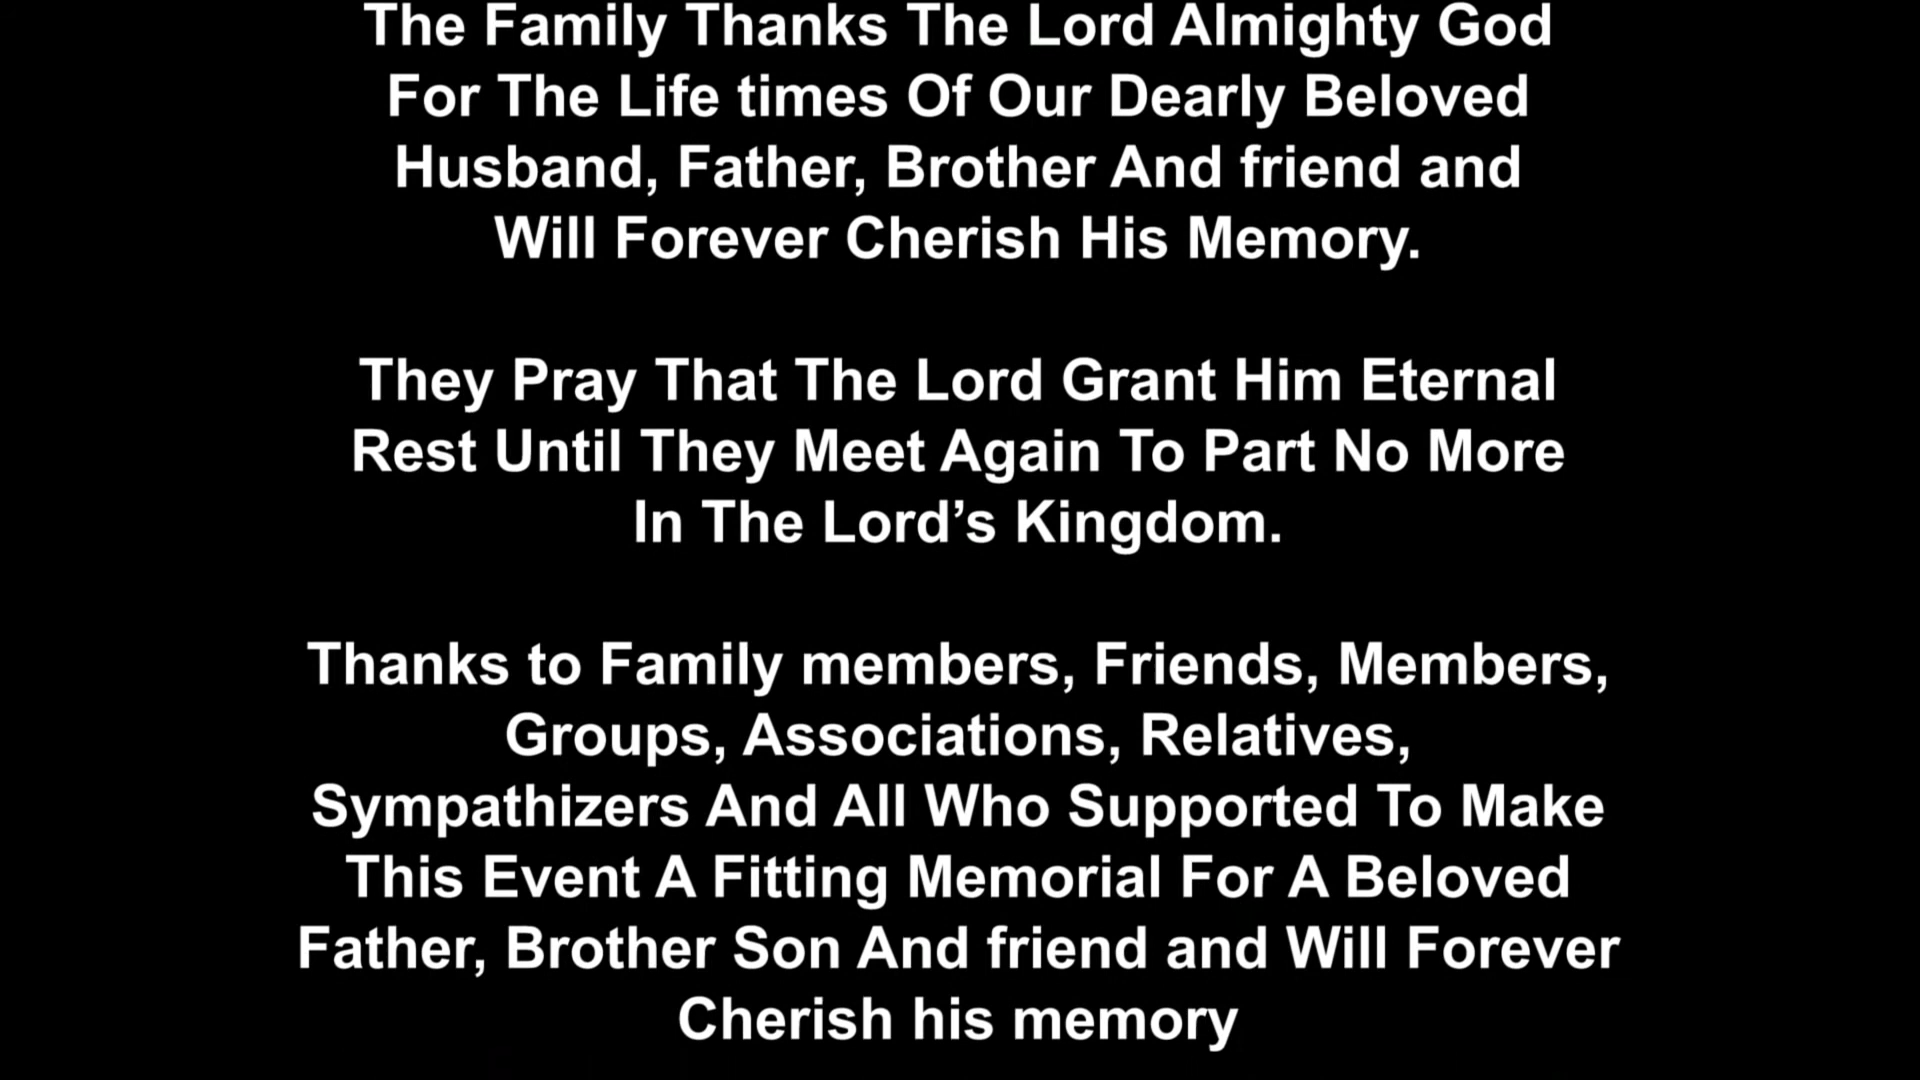 The Family Thanks The Lord Almighty God
For The Life times Of Our Dearly Beloved
Husband, Father, Brother And friend and
Will Forever Cherish His Memory.
They Pray That The Lord Grant Him Eternal
Rest Until They Meet Again To Part No More
In The Lord’s Kingdom.
Thanks to Family members, Friends, Members,
Groups, Associations, Relatives,
Sympathizers And All Who Supported To Make
This Event A Fitting Memorial For A Beloved
Father, Brother Son And friend and Will Forever
Cherish his memory